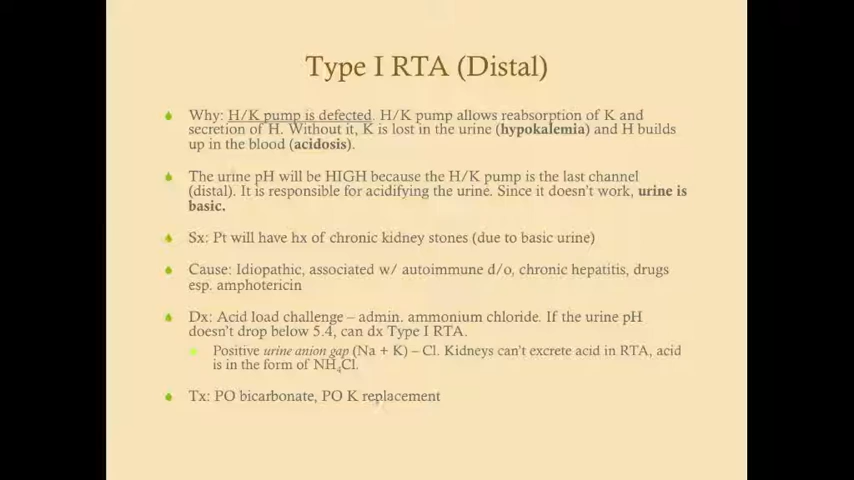 Type I RTA (Distal)
Why: H/K pump is defected. H/K pump allows reabsorption of K and
secretion of H. Without it, K is lost in the urine (hypokalemia) and H builds
up in the blood (acidosis).
The urine pH will be HIGH because the H/K pump is the last channel
(distal). It is responsible for acidifying the urine. Since it doesn't work, urine is
basic.
Sx: Pt will have hx of chronic kidney stones (due to basic urine)
Cause: Idiopathic, associated w/ autoimmune d/o, chronic hepatitis, drugs
esp. amphotericin
Dx: Acid load challenge – admin. ammonium chloride. If the urine pH
doesn't drop below 5.4, can dx Type I RTA.
Positive urine anion gap (Na + K) – Cl. Kidneys can't excrete acid in RTA, acid
is in the form of NH₄Cl.
Tx: PO bicarbonate, PO K replacement